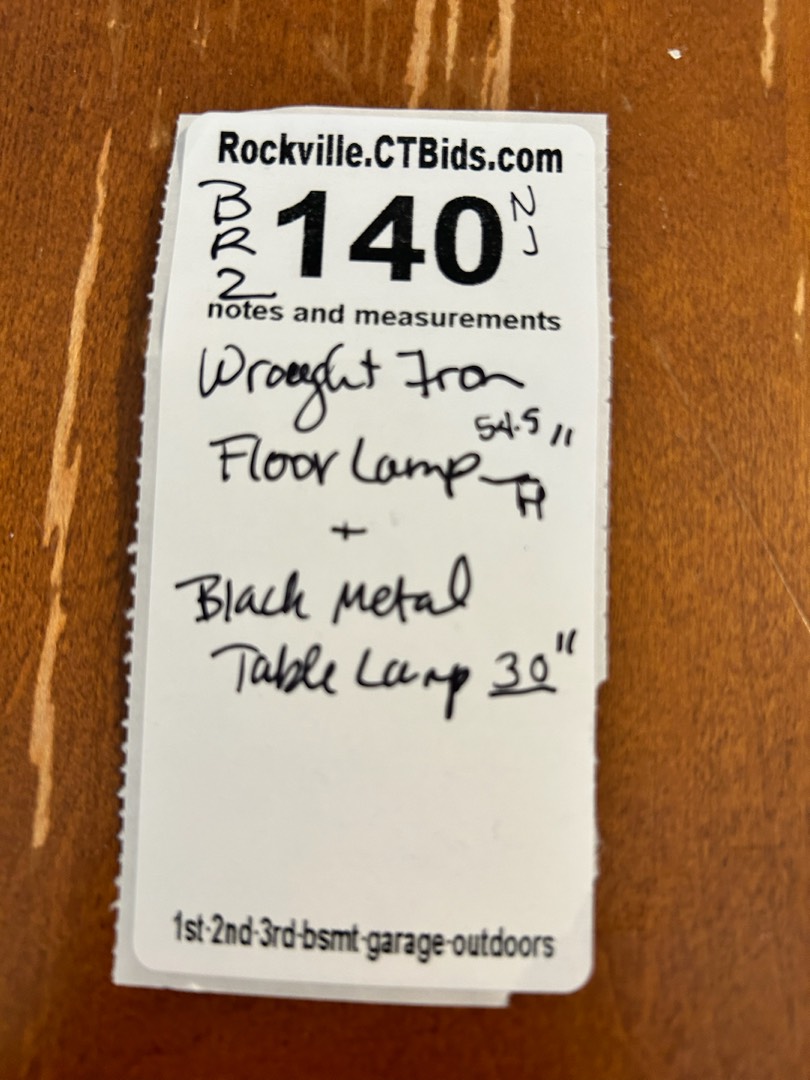 Rockville.CTBids.com
BR2 140 NJ
notes and measurements
Wrought Iron
54.5"
Floor Lamp H
+
Black Metal
Table Lamp 30"
1st-2nd-3rd-bsmt-garage-outdoors